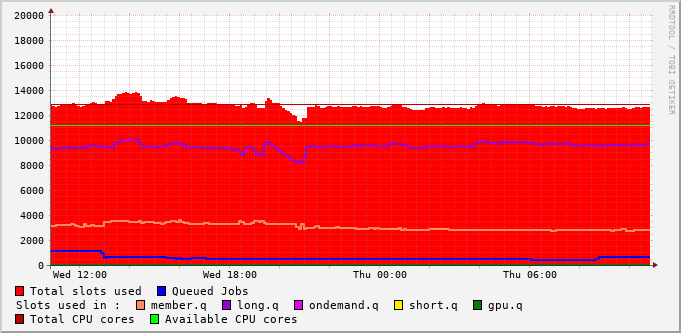 20000
18000
16000
14000
12000
10000
8000
6000
4000
2000
0
Wed 12:00 Wed 18:00 Thu 00:00 Thu 06:00
RRDTOOL / TOBI OETIKER
Total slots used Queued Jobs
Slots used in : member.q long.q ondemand.q short.q gpu.q
Total CPU cores Available CPU cores